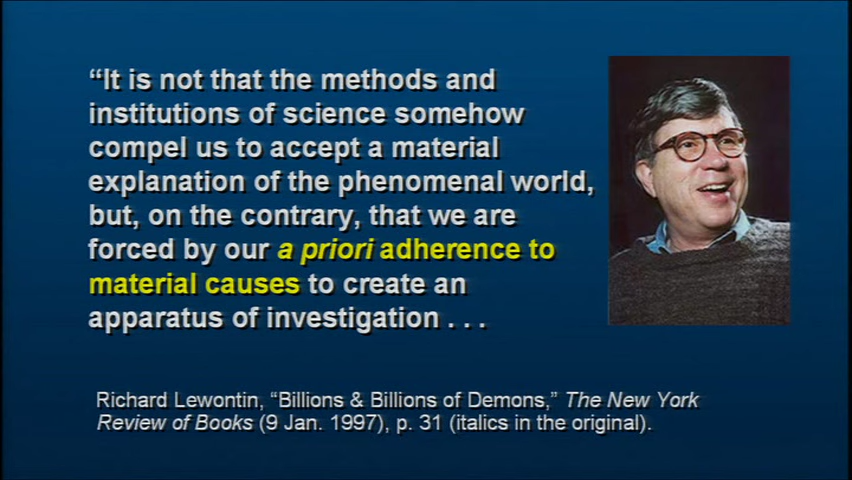 “It is not that the methods and
institutions of science somehow
compel us to accept a material
explanation of the phenomenal world,
but, on the contrary, that we are
forced by our a priori adherence to
material causes to create an
apparatus of investigation . . .
Richard Lewontin, “Billions & Billions of Demons,” The New York
Review of Books (9 Jan. 1997), p. 31 (italics in the original).